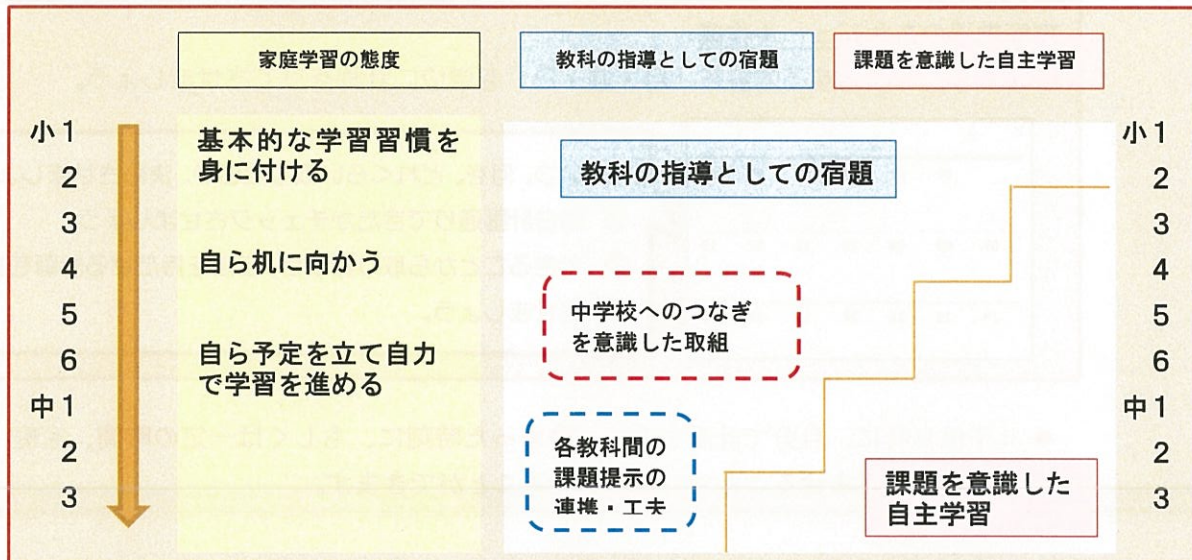 家庭学習の態度
教科の指導としての宿題
課題を意識した自主学習
小1
2
3
4
5
6
中1
2
3
基本的な学習習慣を
身に付ける
自ら机に向かう
自ら予定を立て自力
で学習を進める
教科の指導としての宿題
中学校へのつなぎ
を意識した取組
各教科間の
課題提示の
連携・工夫
課題を意識した
自主学習
小1
2
3
4
5
6
中1
2
3